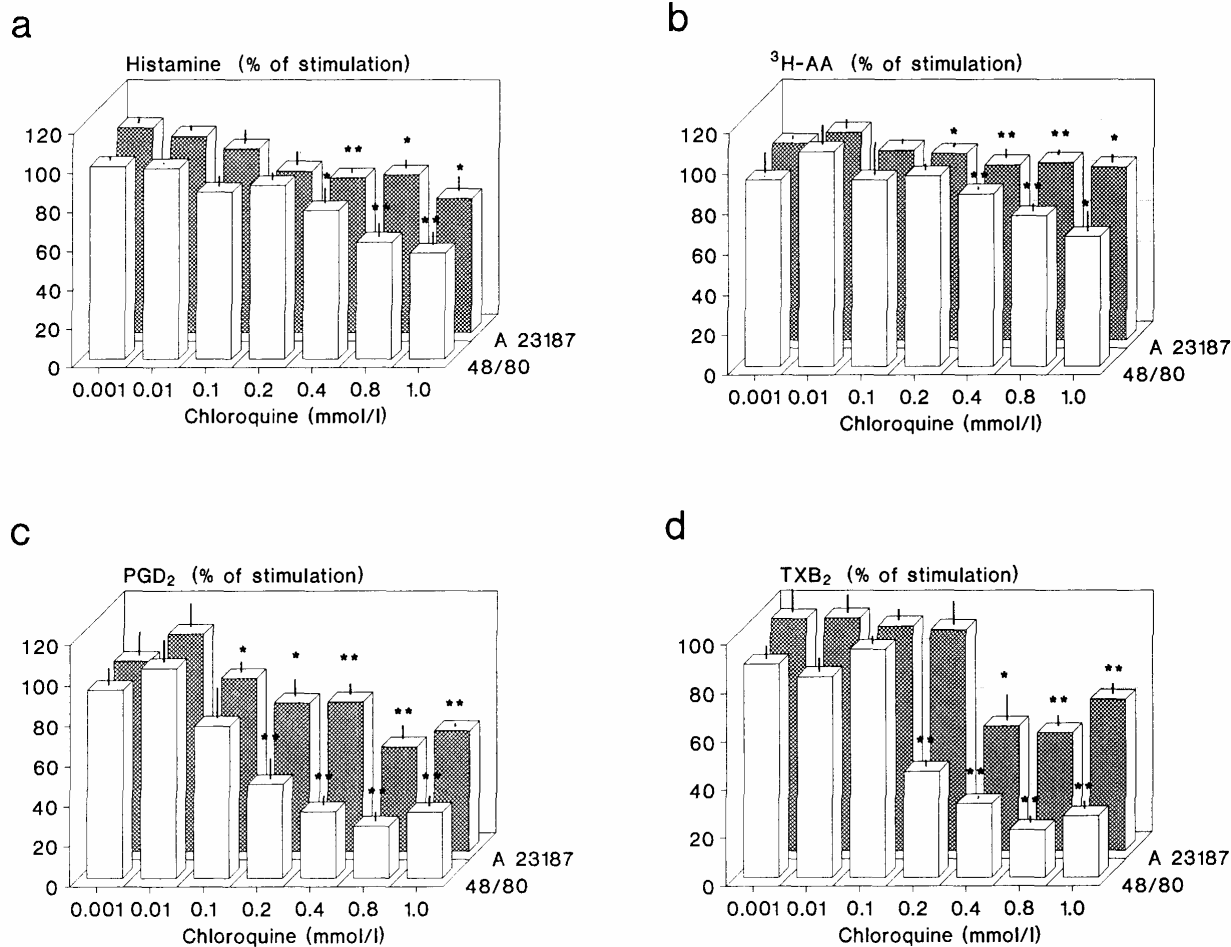 a
Histamine (% of stimulation)
120
100
80
60
40
20
0
** * *
* ** **
A 23187
48/80
0.001 0.01 0.1 0.2 0.4 0.8 1.0
Chloroquine (mmol/l)
b
³H-AA (% of stimulation)
120
100
80
60
40
20
0
* ** ** *
** ** *
A 23187
48/80
0.001 0.01 0.1 0.2 0.4 0.8 1.0
Chloroquine (mmol/l)
c
PGD₂ (% of stimulation)
120
100
80
60
40
20
0
* * ** ** **
** ** ** **
A 23187
48/80
0.001 0.01 0.1 0.2 0.4 0.8 1.0
Chloroquine (mmol/l)
d
TXB₂ (% of stimulation)
100
80
60
40
20
0
* ** **
** ** ** **
A 23187
48/80
0.001 0.01 0.1 0.2 0.4 0.8 1.0
Chloroquine (mmol/l)